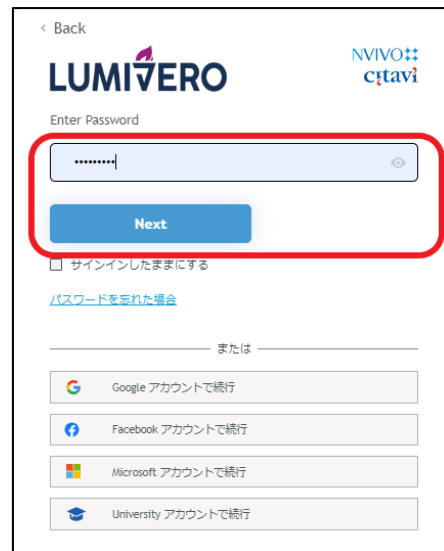 < Back
LUMIVERO
NVIVO
citavi
Enter Password
•••••••••
Next
サインインしたままにする
パスワードを忘れた場合
または
Google アカウントで続行
Facebook アカウントで続行
Microsoft アカウントで続行
University アカウントで続行